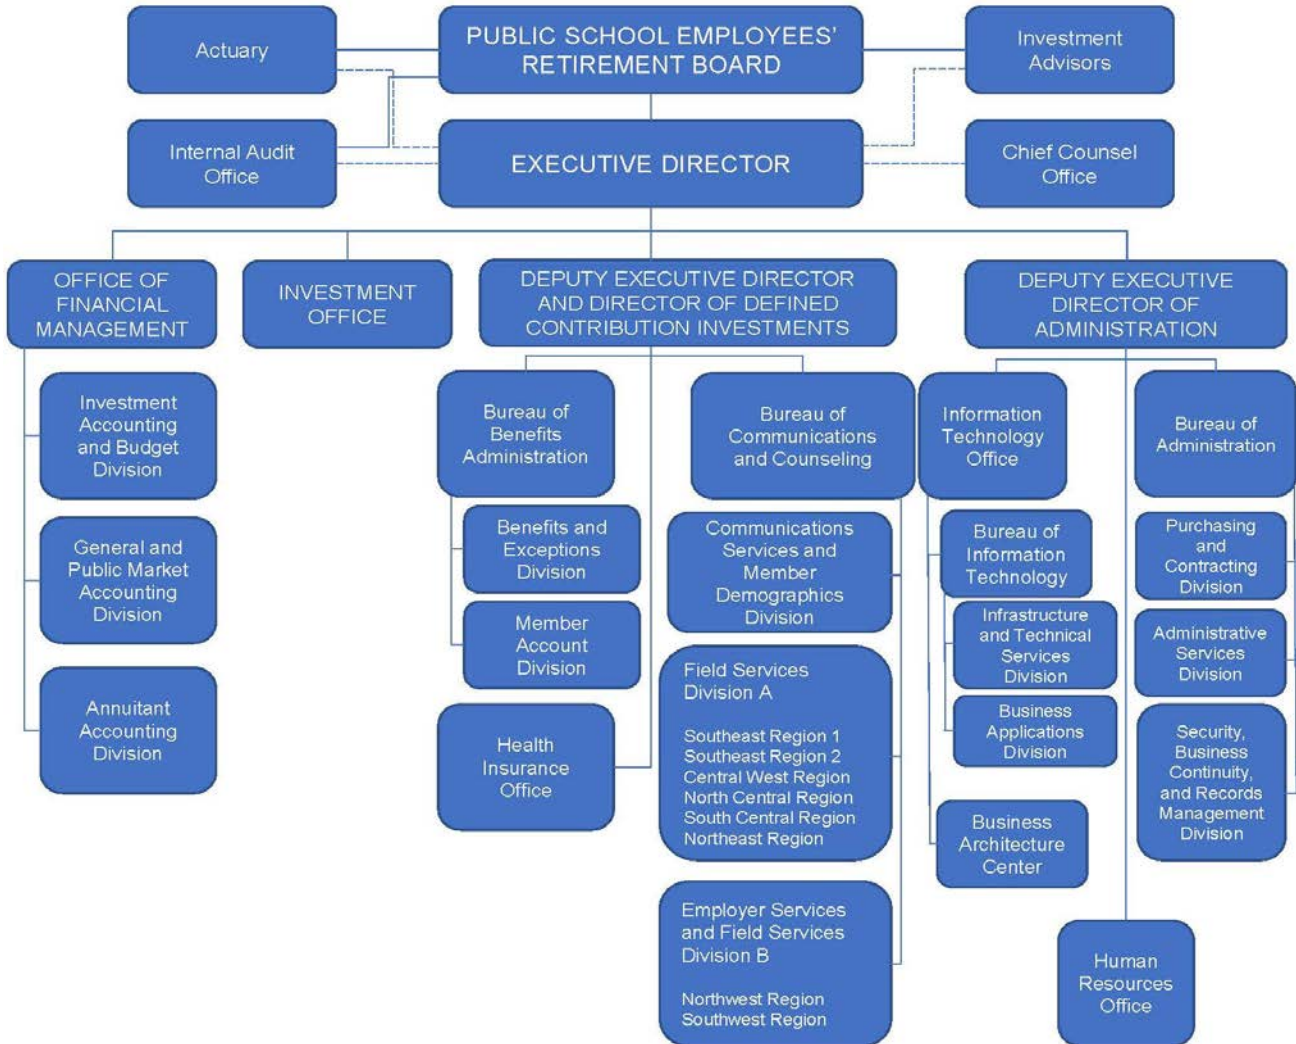 Actuary
PUBLIC SCHOOL EMPLOYEES'
RETIREMENT BOARD
Investment
Advisors
Internal Audit
Office
EXECUTIVE DIRECTOR
Chief Counsel
Office
OFFICE OF
FINANCIAL
MANAGEMENT
INVESTMENT
OFFICE
DEPUTY EXECUTIVE DIRECTOR
AND DIRECTOR OF DEFINED
CONTRIBUTION INVESTMENTS
DEPUTY EXECUTIVE
DIRECTOR OF
ADMINISTRATION
Investment
Accounting
and Budget
Division
General and
Public Market
Accounting
Division
Annuitant
Accounting
Division
Bureau of
Benefits
Administration
Benefits and
Exceptions
Division
Member
Account
Division
Health
Insurance
Office
Bureau of
Communications
and Counseling
Communications
Services and
Member
Demographics
Division
Field Services
Division A
Southeast Region 1
Southeast Region 2
Central West Region
North Central Region
South Central Region
Northeast Region
Employer Services
and Field Services
Division B
Northwest Region
Southwest Region
Information
Technology
Office
Bureau of
Information
Technology
Infrastructure
and Technical
Services
Division
Business
Applications
Division
Business
Architecture
Center
Bureau of
Administration
Purchasing
and
Contracting
Division
Administrative
Services
Division
Security,
Business
Continuity,
and Records
Management
Division
Human
Resources
Office